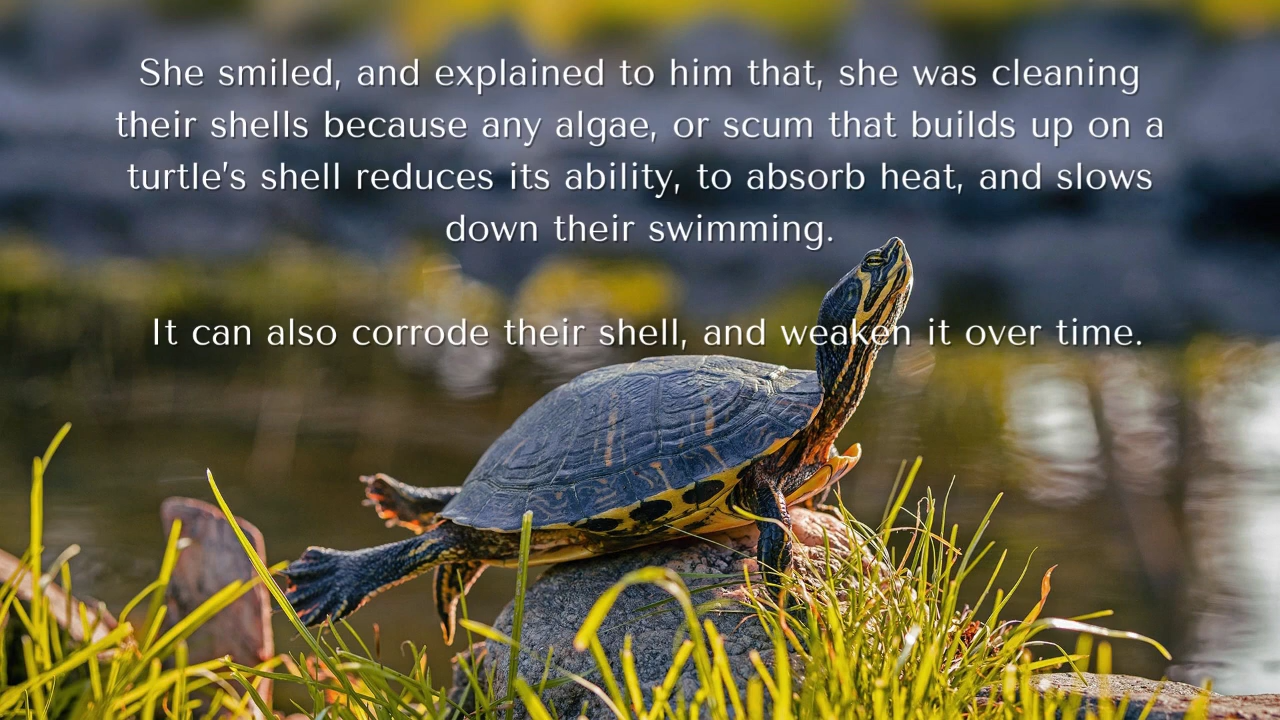 She smiled, and explained to him that, she was cleaning
their shells because any algae, or scum that builds up on a
turtle's shell reduces its ability, to absorb heat, and slows
down their swimming.
It can also corrode their shell, and weaken it over time.